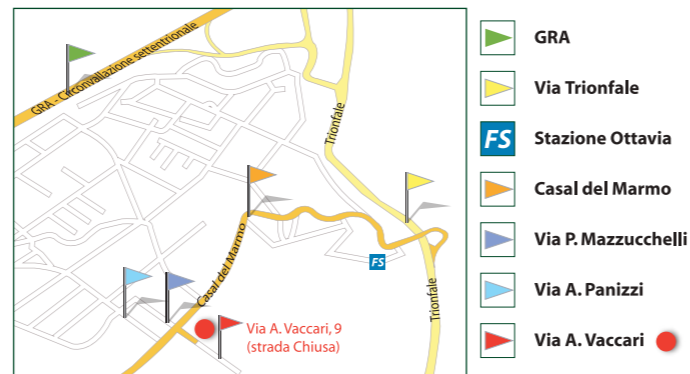 GRA - Circonvallazione settentrionale
Trionfale
Casal del Marmo
FS
Trionfale
Via A. Vaccari, 9
(strada Chiusa)
GRA
Via Trionfale
FS Stazione Ottavia
Casal del Marmo
Via P. Mazzucchelli
Via A. Panizzi
Via A. Vaccari